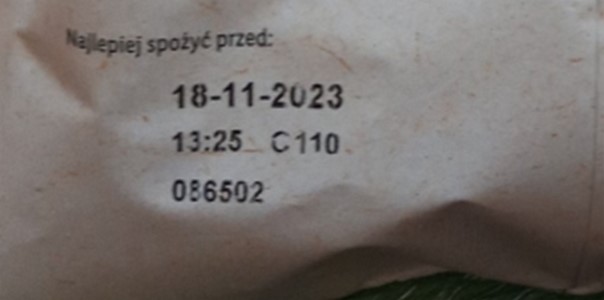 Najlepiej spożyć przed:
18-11-2023
13:25 C110
086502